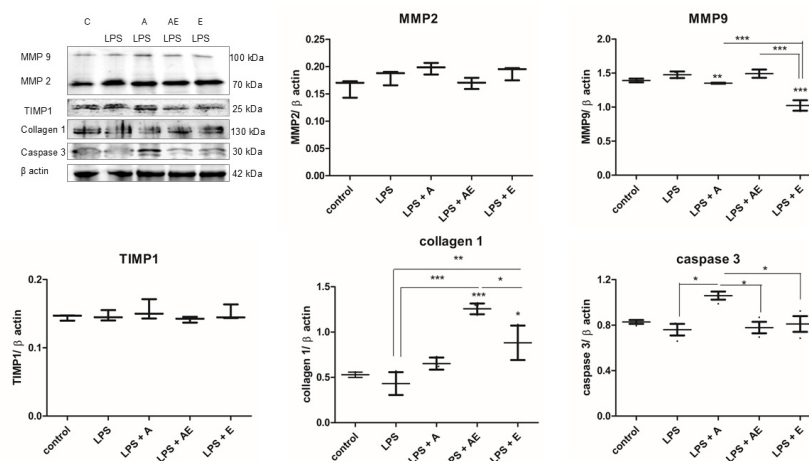 C A AE E
LPS LPS LPS LPS
MMP 9 100 kDa
MMP 2 70 kDa
TIMP1 25 kDa
Collagen 1 130 kDa
Caspase 3 30 kDa
β actin 42 kDa
MMP2
MMP2/ β actin
0.25
0.20
0.15
0.10
0.05
0.00
control LPS LPS + A LPS + AE LPS + E
MMP9
MMP9/ β actin
2.0
1.5
1.0
0.5
0.0
***
***
**
***
control LPS LPS + A LPS + AE LPS + E
TIMP1
TIMP1/ β actin
0.2
0.1
0.0
control LPS LPS + A LPS + AE LPS + E
collagen 1
collagen 1/ β actin
1.5
1.0
0.5
0.0
**
*** *
***
*
control LPS LPS + A LPS + AE LPS + E
caspase 3
caspase 3/ β actin
1.2
0.8
0.4
0.0
*
* *
control LPS LPS + A LPS + AE LPS + E